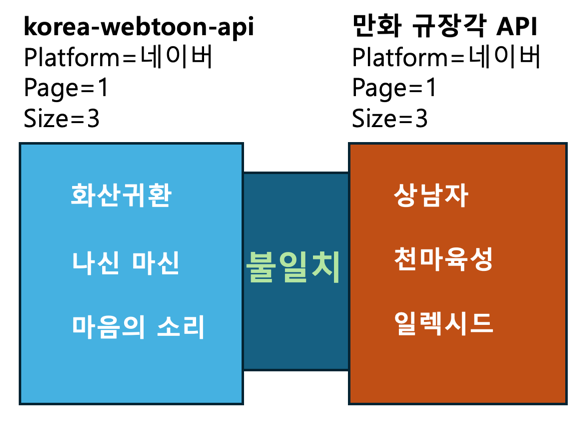 korea-webtoon-api
Platform=네이버
Page=1
Size=3
화산귀환
나신 마신
마음의 소리
불일치
만화 규장각 API
Platform=네이버
Page=1
Size=3
상남자
천마육성
일렉시드